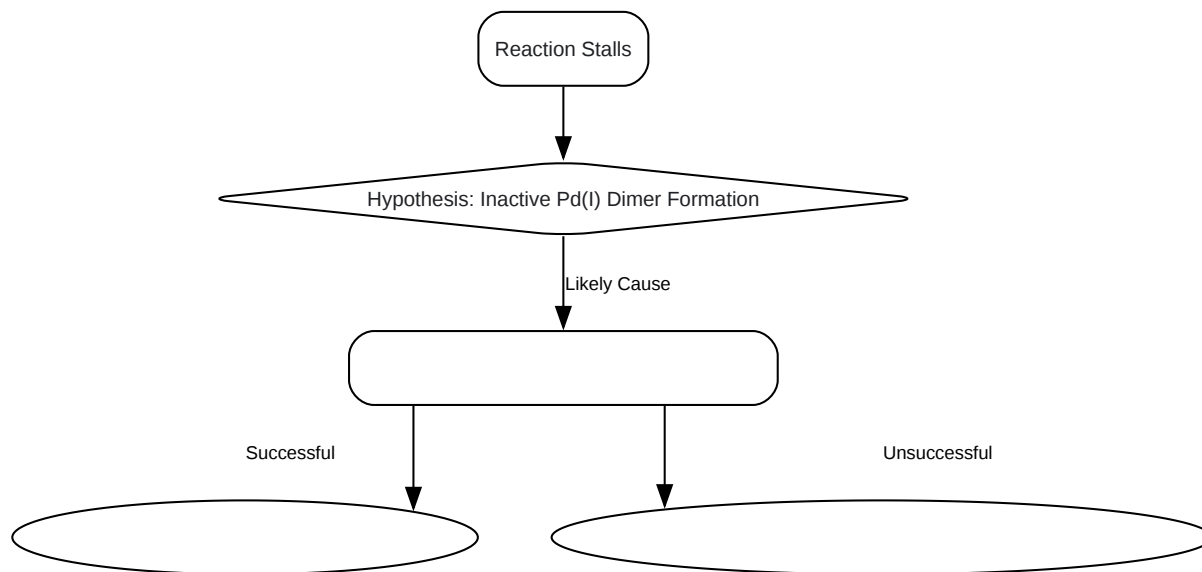 Reaction Stalls
Hypothesis: Inactive Pd(I) Dimer Formation
Likely Cause
Successful
Unsuccessful